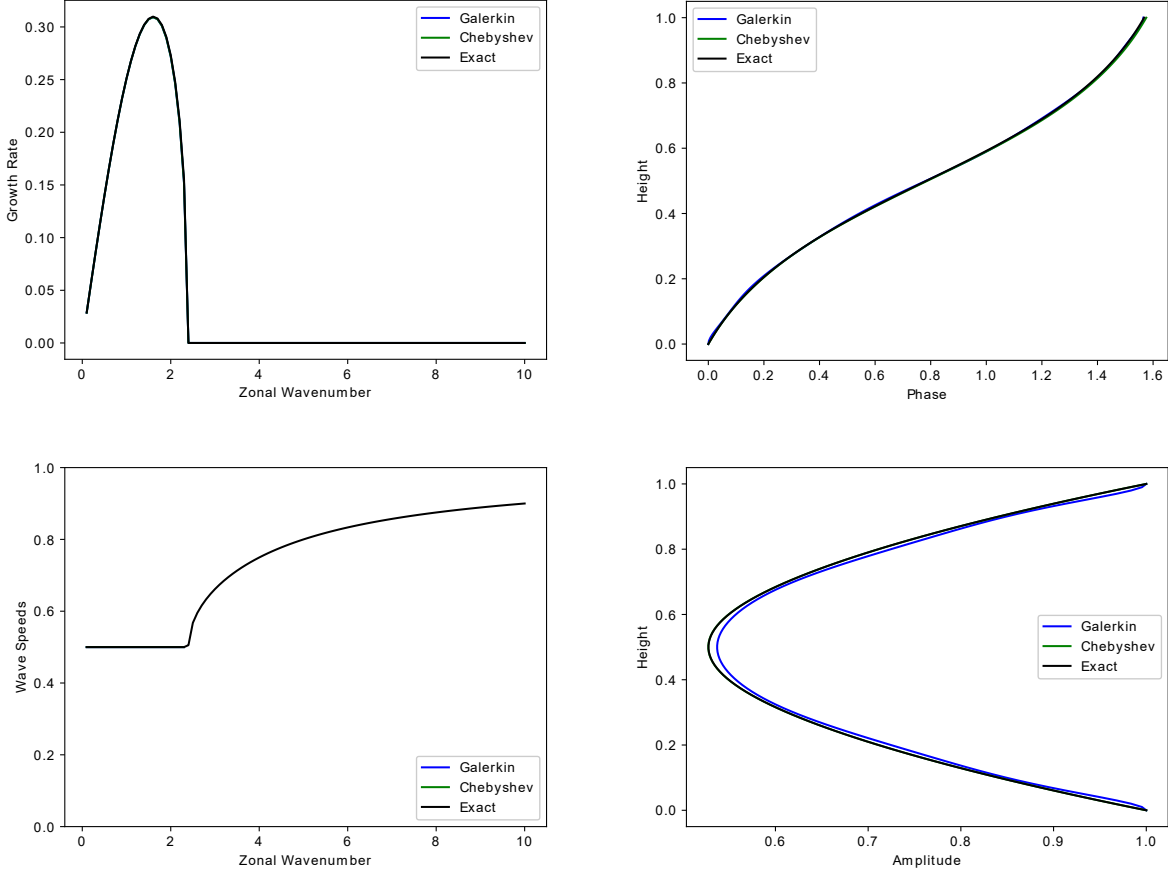 Growth Rate
0.30
0.25
0.20
0.15
0.10
0.05
0.00
0 2 4 6 8 10
Zonal Wavenumber
Galerkin
Chebyshev
Exact
Height
1.0
0.8
0.6
0.4
0.2
0.0
0.0 0.2 0.4 0.6 0.8 1.0 1.2 1.4 1.6
Phase
Galerkin
Chebyshev
Exact
Wave Speeds
1.0
0.8
0.6
0.4
0.2
0.0
0 2 4 6 8 10
Zonal Wavenumber
Galerkin
Chebyshev
Exact
Height
1.0
0.8
0.6
0.4
0.2
0.0
0.6 0.7 0.8 0.9 1.0
Amplitude
Galerkin
Chebyshev
Exact